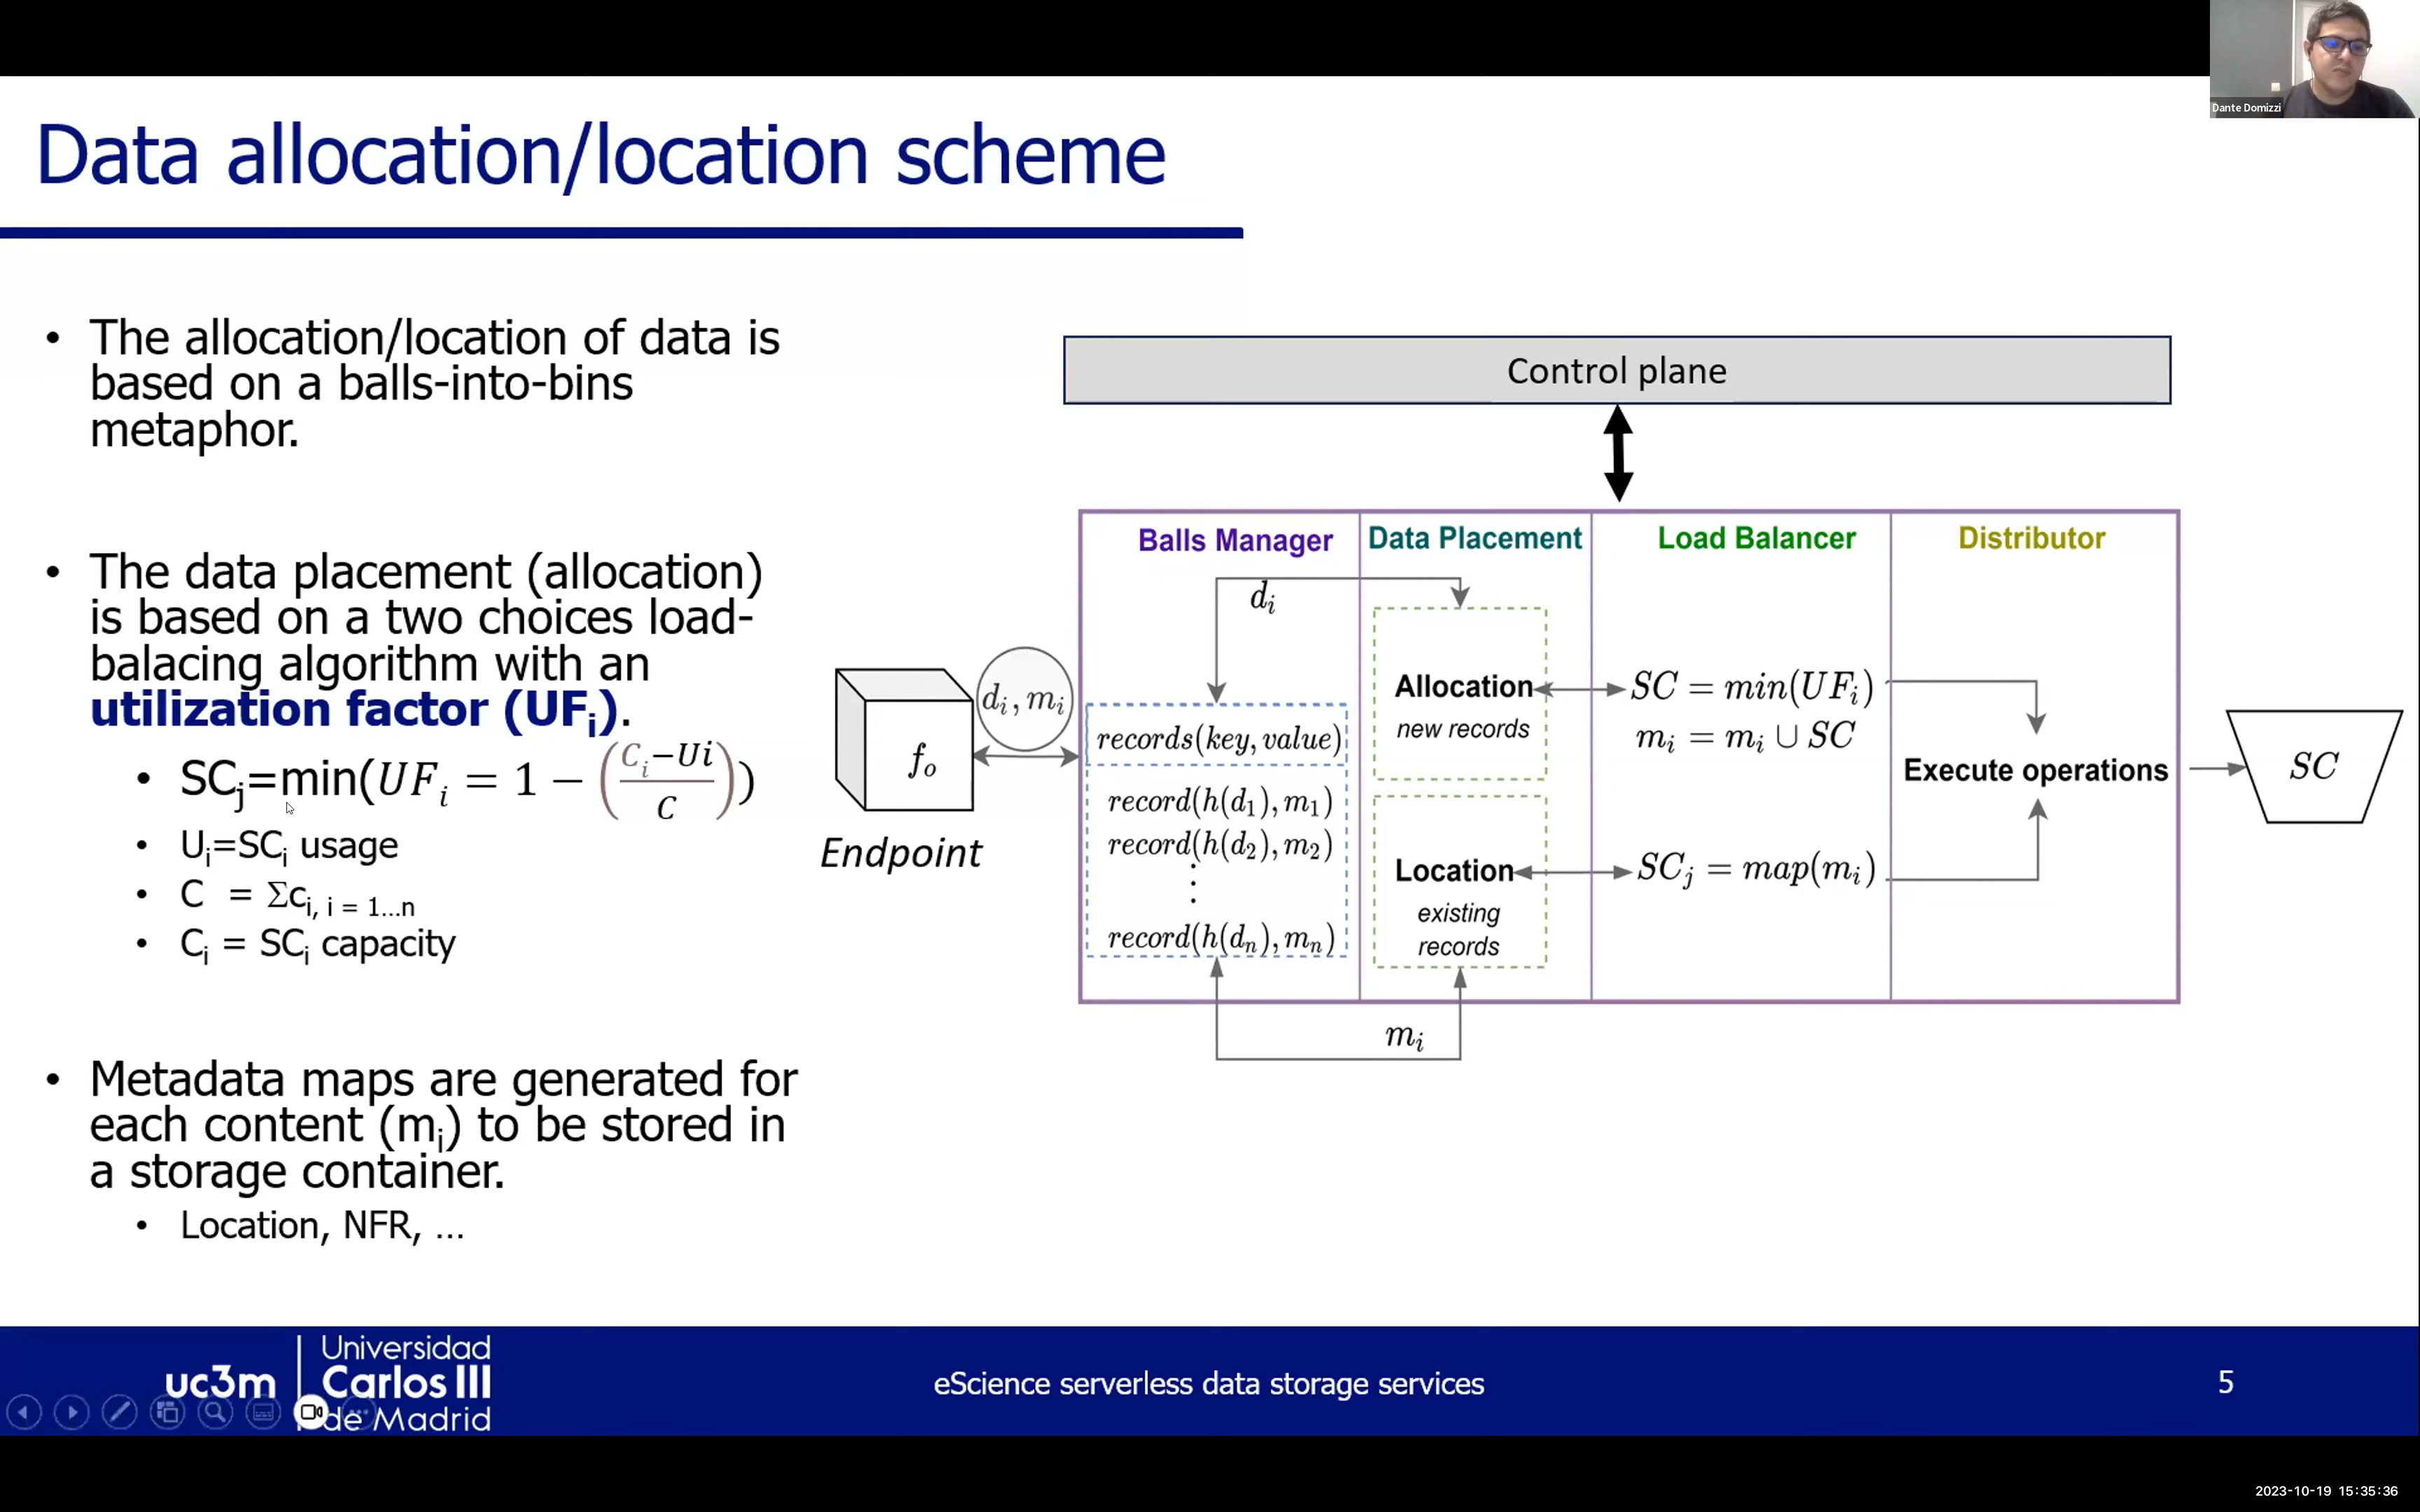 Dante Domizzi
Data allocation/location scheme
• The allocation/location of data is
based on a balls-into-bins
metaphor.
• The data placement (allocation)
is based on a two choices load-
balacing algorithm with an
utilization factor (UFᵢ).
• SCⱼ=min(UFᵢ = 1 − ((Cᵢ−Ui)/C))
• Uᵢ=SCᵢ usage
• C = Σcᵢ, ᵢ = ₁…ₙ
• Cᵢ = SCᵢ capacity
• Metadata maps are generated for
each content (mᵢ) to be stored in
a storage container.
• Location, NFR, …
Control plane
Balls Manager
Data Placement
Load Balancer
Distributor
dᵢ
dᵢ, mᵢ
fₒ
Endpoint
records(key, value)
record(h(d₁), m₁)
record(h(d₂), m₂)
⋮
record(h(dₙ), mₙ)
Allocation
new records
Location
existing
records
mᵢ
SC = min(UFᵢ)
mᵢ = mᵢ ∪ SC
SCⱼ = map(mᵢ)
Execute operations
SC
uc3m
Universidad
Carlos III
de Madrid
eScience serverless data storage services
5
2023-10-19 15:35:36